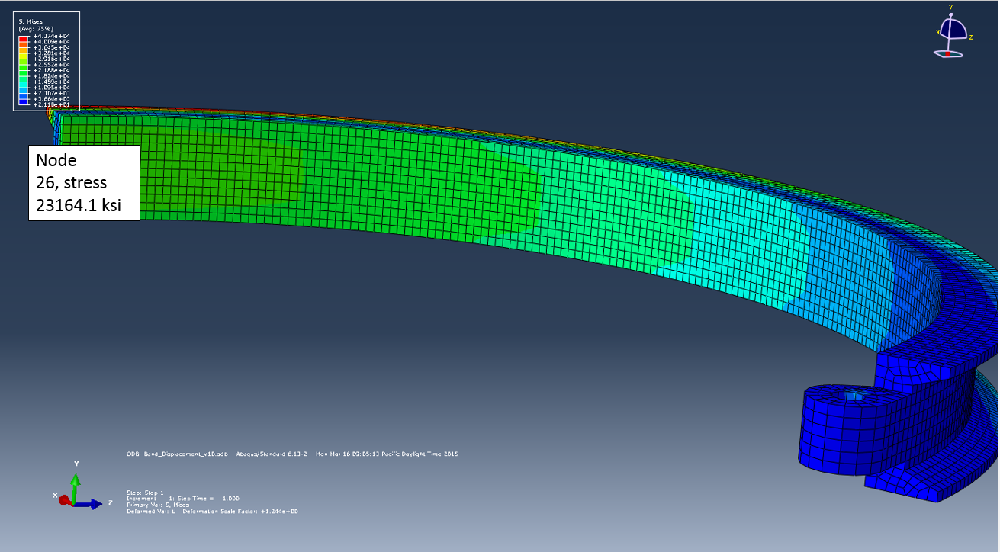 S, Mises
(Avg: 75%)
+4.374e+04
+4.009e+04
+3.645e+04
+3.281e+04
+2.916e+04
+2.552e+04
+2.188e+04
+1.824e+04
+1.459e+04
+1.095e+04
+7.307e+03
+3.664e+03
+2.110e+01
Y
X
Z
Node
26, stress
23164.1 ksi
ODB: Band_Displacement_v10.odb Abaqus/Standard 6.13-2 Mon Mar 16 09:05:13 Pacific Daylight Time 2015
Y
X
Z
Step: Step-1
Increment 1: Step Time = 1.000
Primary Var: S, Mises
Deformed Var: U Deformation Scale Factor: +1.244e+00